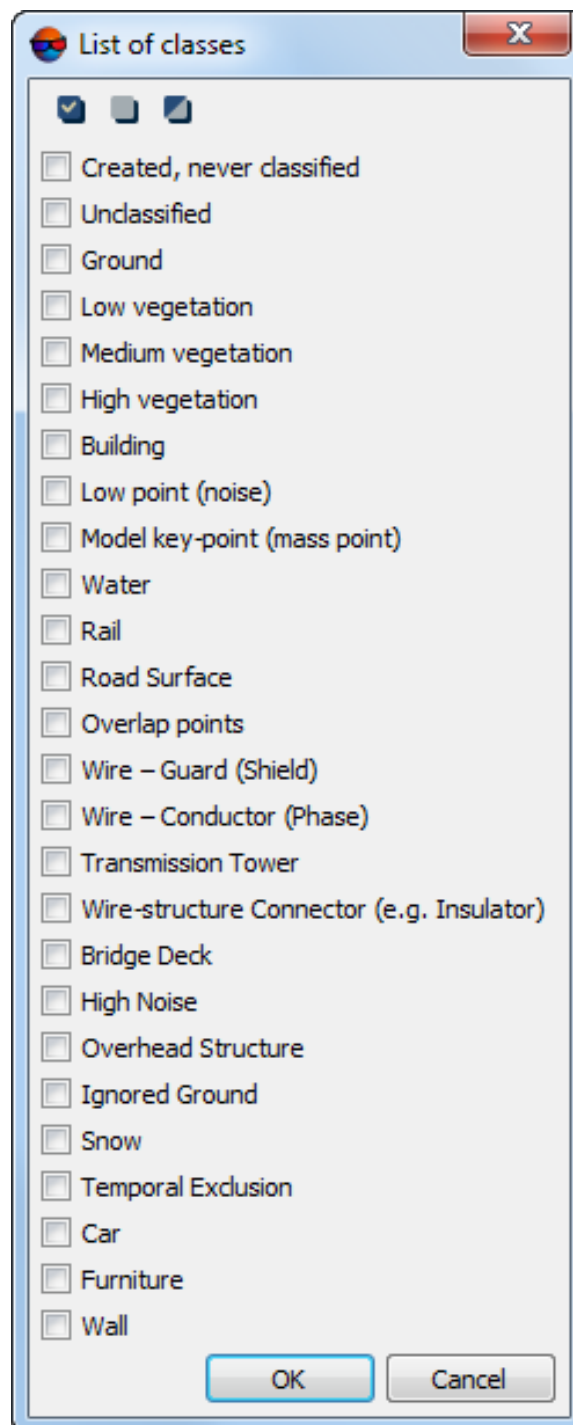 List of classes
Created, never classified
Unclassified
Ground
Low vegetation
Medium vegetation
High vegetation
Building
Low point (noise)
Model key-point (mass point)
Water
Rail
Road Surface
Overlap points
Wire – Guard (Shield)
Wire – Conductor (Phase)
Transmission Tower
Wire-structure Connector (e.g. Insulator)
Bridge Deck
High Noise
Overhead Structure
Ignored Ground
Snow
Temporal Exclusion
Car
Furniture
Wall
OK Cancel